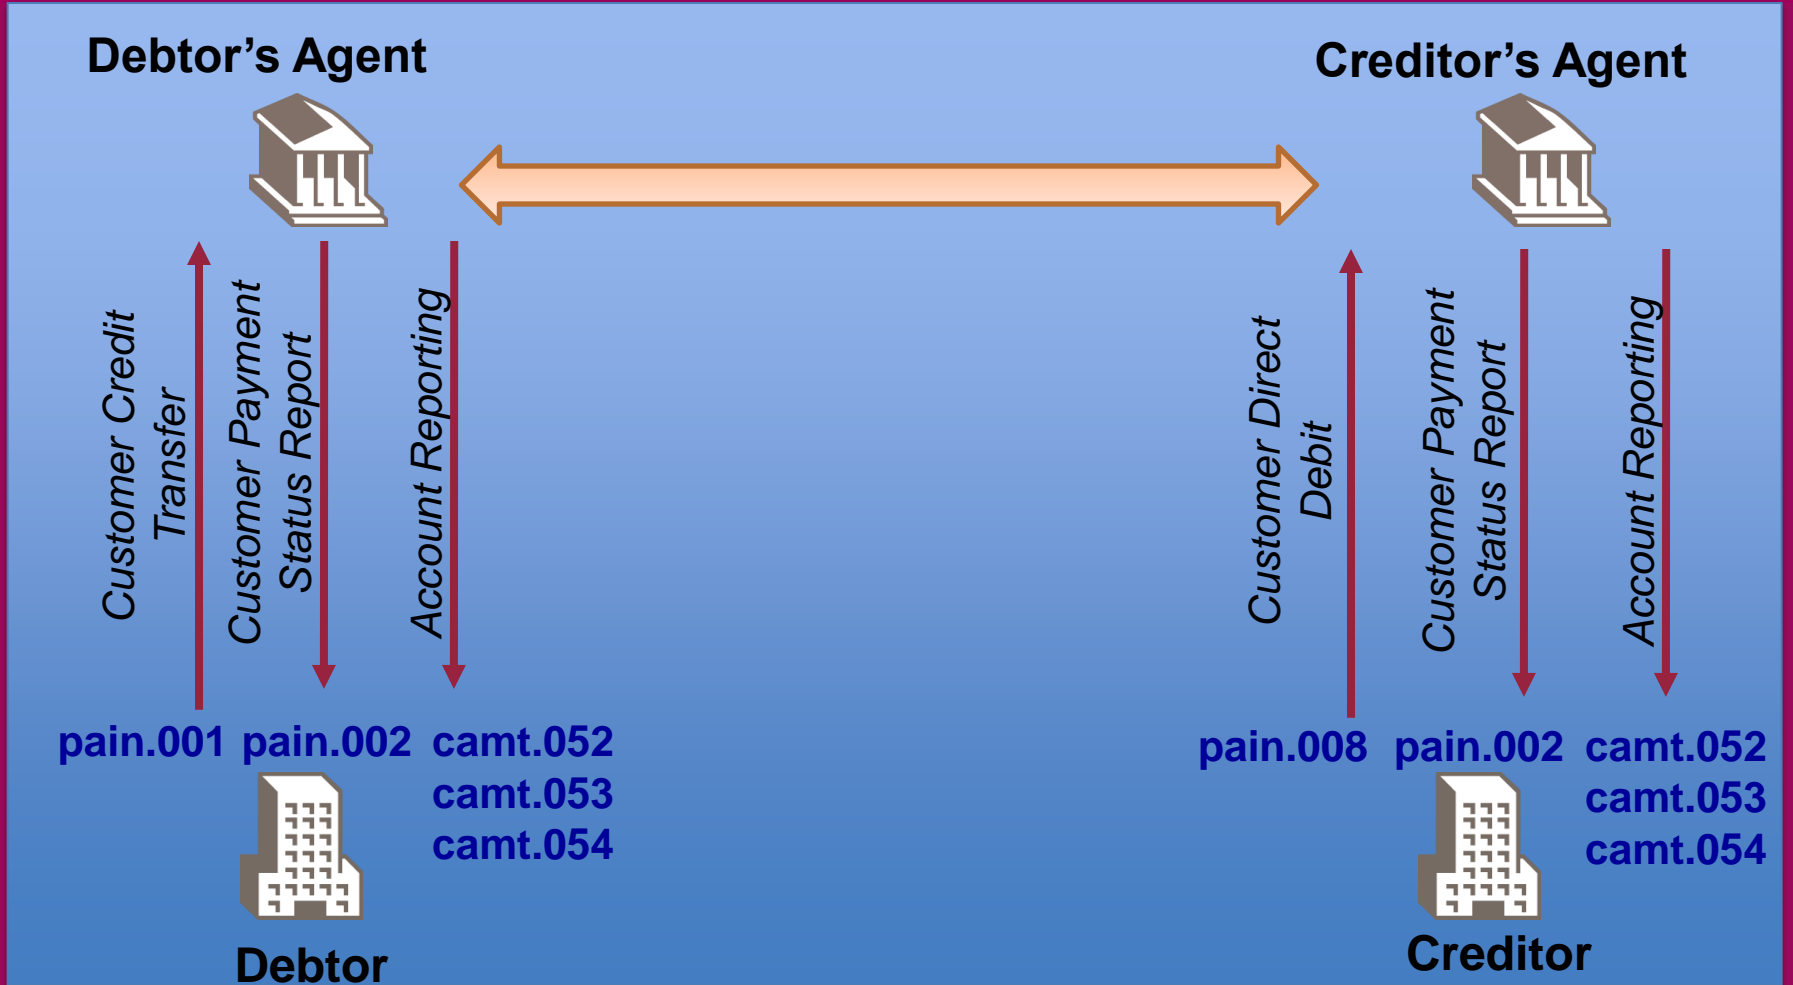 Debtor’s Agent
Creditor’s Agent
Customer Credit
Transfer
Customer Payment
Status Report
Account Reporting
Customer Direct
Debit
Customer Payment
Status Report
Account Reporting
pain.001 pain.002 camt.052
camt.053
camt.054
pain.008 pain.002 camt.052
camt.053
camt.054
Debtor
Creditor